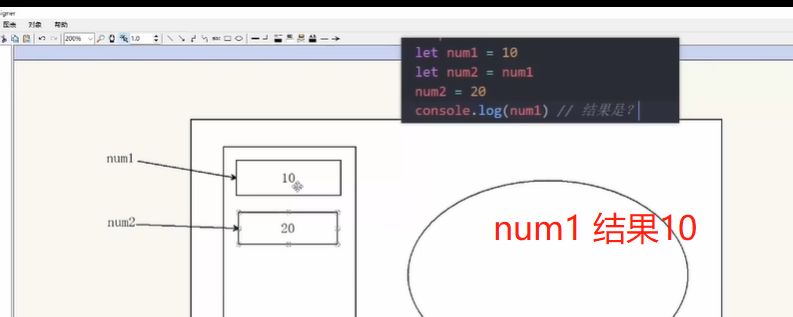 igner
图表 对象 帮助
200% 1.0 abc
let num1 = 10
let num2 = num1
num2 = 20
console.log(num1) // 结果是?
num1
10
num2
20
num1 结果10